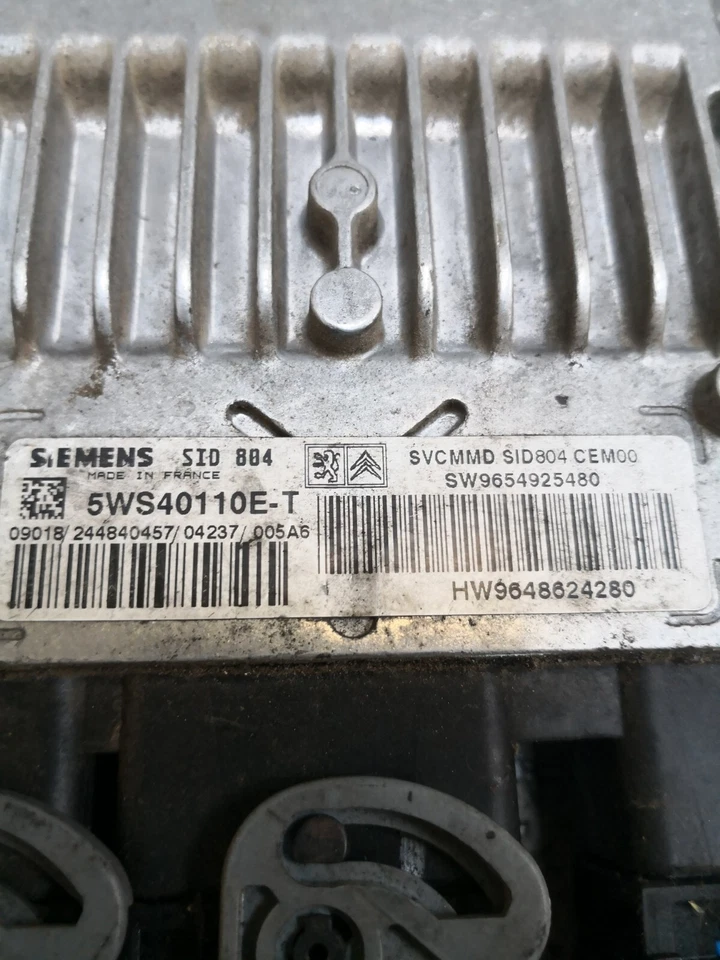 SIEMENS SID 804
MADE IN FRANCE
5WS40110E-T
09018/244840457/04237/005A6
SVCMMD SID804 CEM00
SW9654925480
HW9648624280